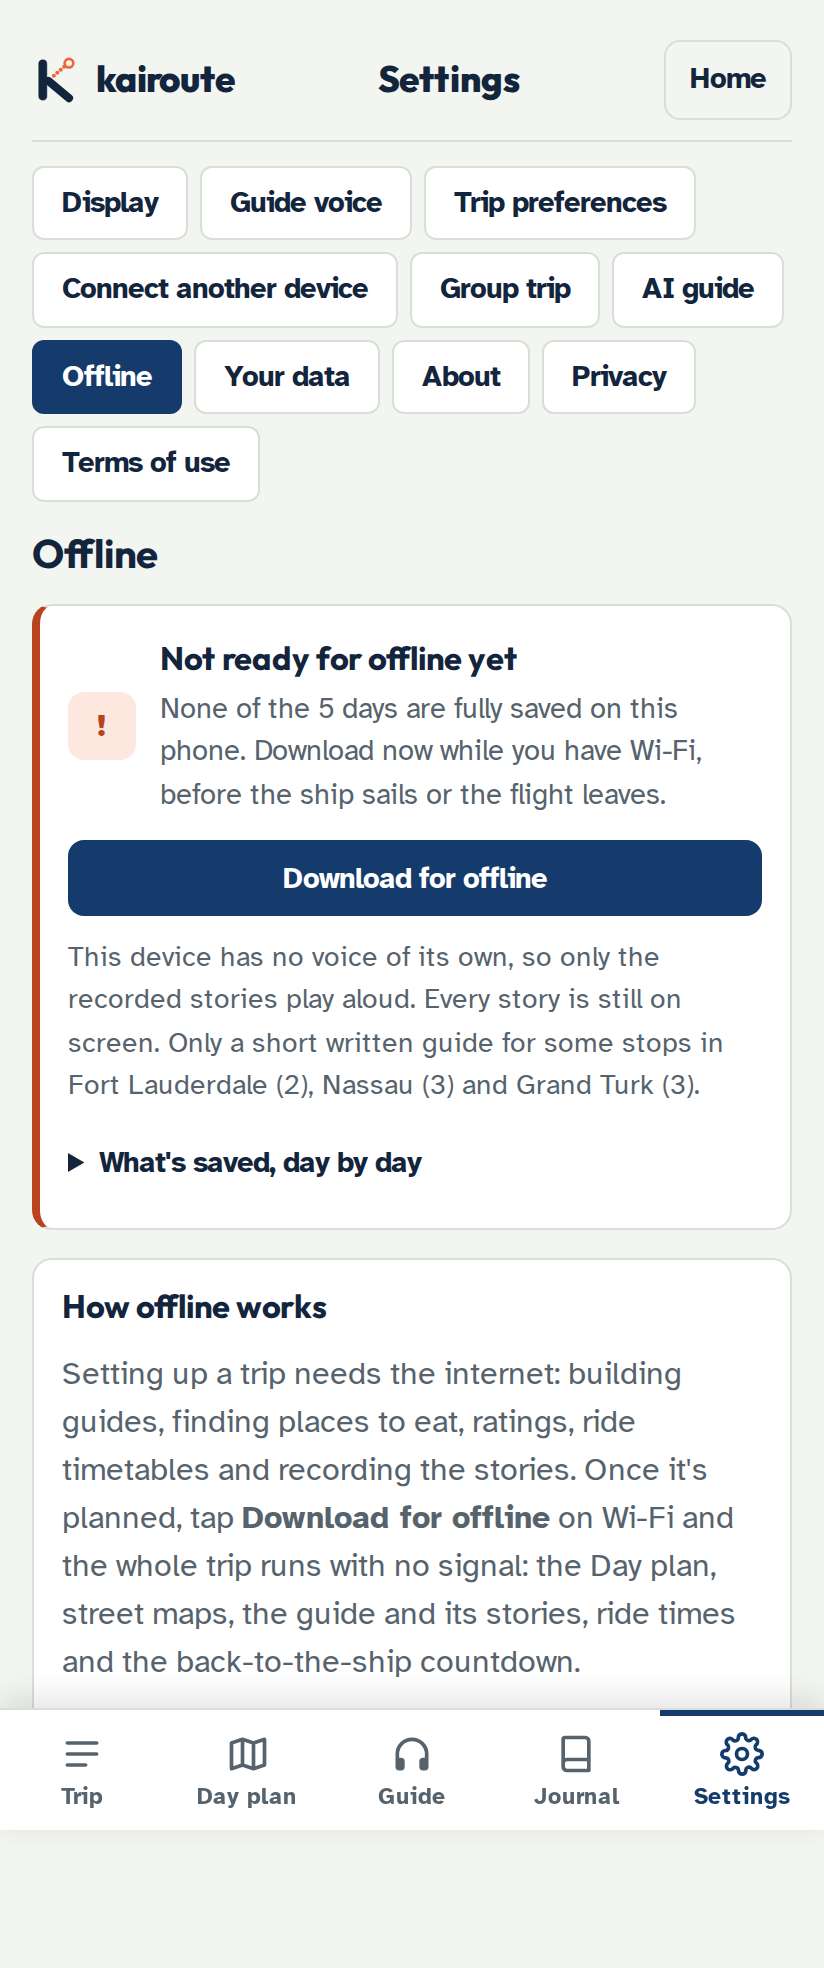 kairoute
Settings
Home
Display
Guide voice
Trip preferences
Connect another device
Group trip
AI guide
Offline
Your data
About
Privacy
Terms of use
Offline
!
Not ready for offline yet
None of the 5 days are fully saved on this
phone. Download now while you have Wi-Fi,
before the ship sails or the flight leaves.
Download for offline
This device has no voice of its own, so only the
recorded stories play aloud. Every story is still on
screen. Only a short written guide for some stops in
Fort Lauderdale (2), Nassau (3) and Grand Turk (3).
What's saved, day by day
How offline works
Setting up a trip needs the internet: building
guides, finding places to eat, ratings, ride
timetables and recording the stories. Once it's
planned, tap Download for offline on Wi-Fi and
the whole trip runs with no signal: the Day plan,
street maps, the guide and its stories, ride times
and the back-to-the-ship countdown.
Trip
Day plan
Guide
Journal
Settings